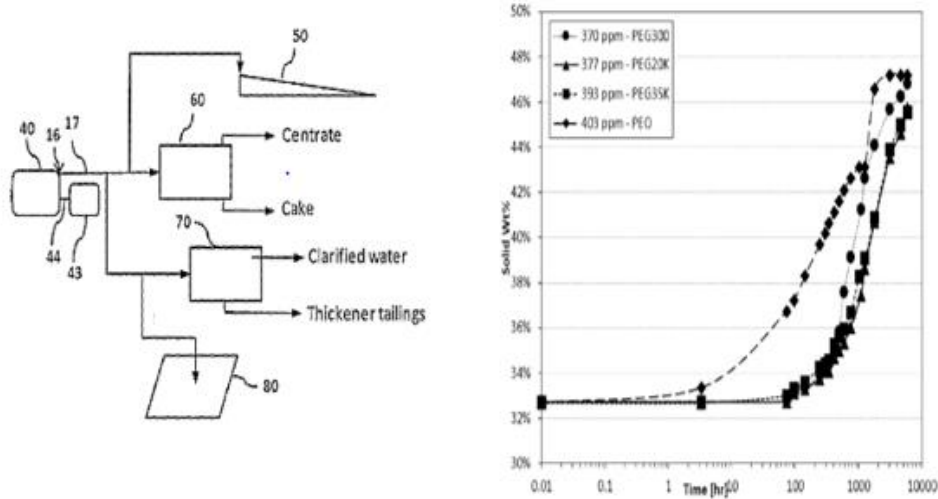 50
60
17
Centrate
40
16
Cake
70
44
43
Clarified water
Thickener tailings
80
50%
48%
46%
44%
42%
40%
38%
36%
34%
32%
30%
Solid Wt%
370 ppm - PEG300
377 ppm - PEG20K
393 ppm - PEG35K
403 ppm - PEO
0.01
0.1
1
10
100
1000
10000
Time [hr]